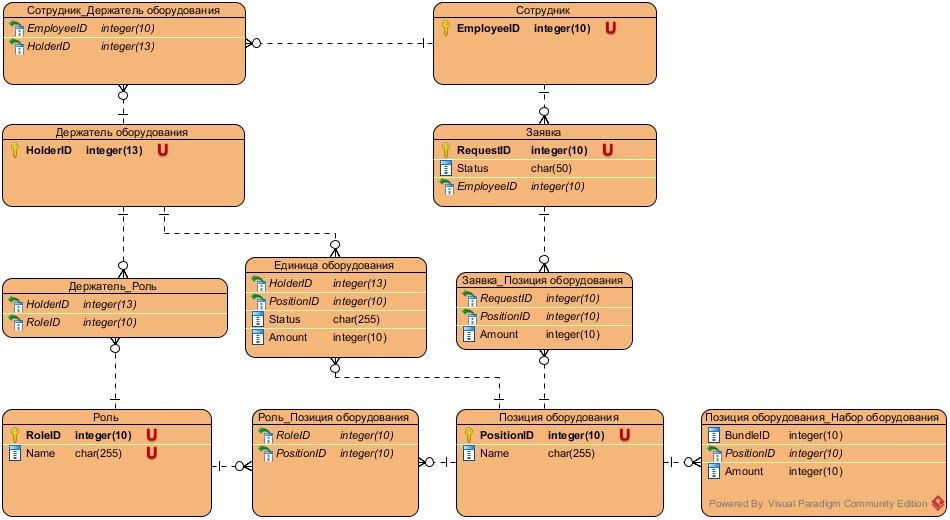 Сотрудник_Держатель оборудования
EmployeeID integer(10)
HolderID integer(13)
Сотрудник
EmployeeID integer(10) U
Держатель оборудования
HolderID integer(13) U
Заявка
RequestID integer(10) U
Status char(50)
EmployeeID integer(10)
Держатель_Роль
HolderID integer(13)
RoleID integer(10)
Единица оборудования
HolderID integer(13)
PositionID integer(10)
Status char(255)
Amount integer(10)
Заявка_Позиция оборудования
RequestID integer(10)
PositionID integer(10)
Amount integer(10)
Роль
RoleID integer(10) U
Name char(255) U
Роль_Позиция оборудования
RoleID integer(10)
PositionID integer(10)
Позиция оборудования
PositionID integer(10) U
Name char(255)
Позиция оборудования_Набор оборудования
BundleID integer(10)
PositionID integer(10)
Amount integer(10)
Powered By Visual Paradigm Community Edition